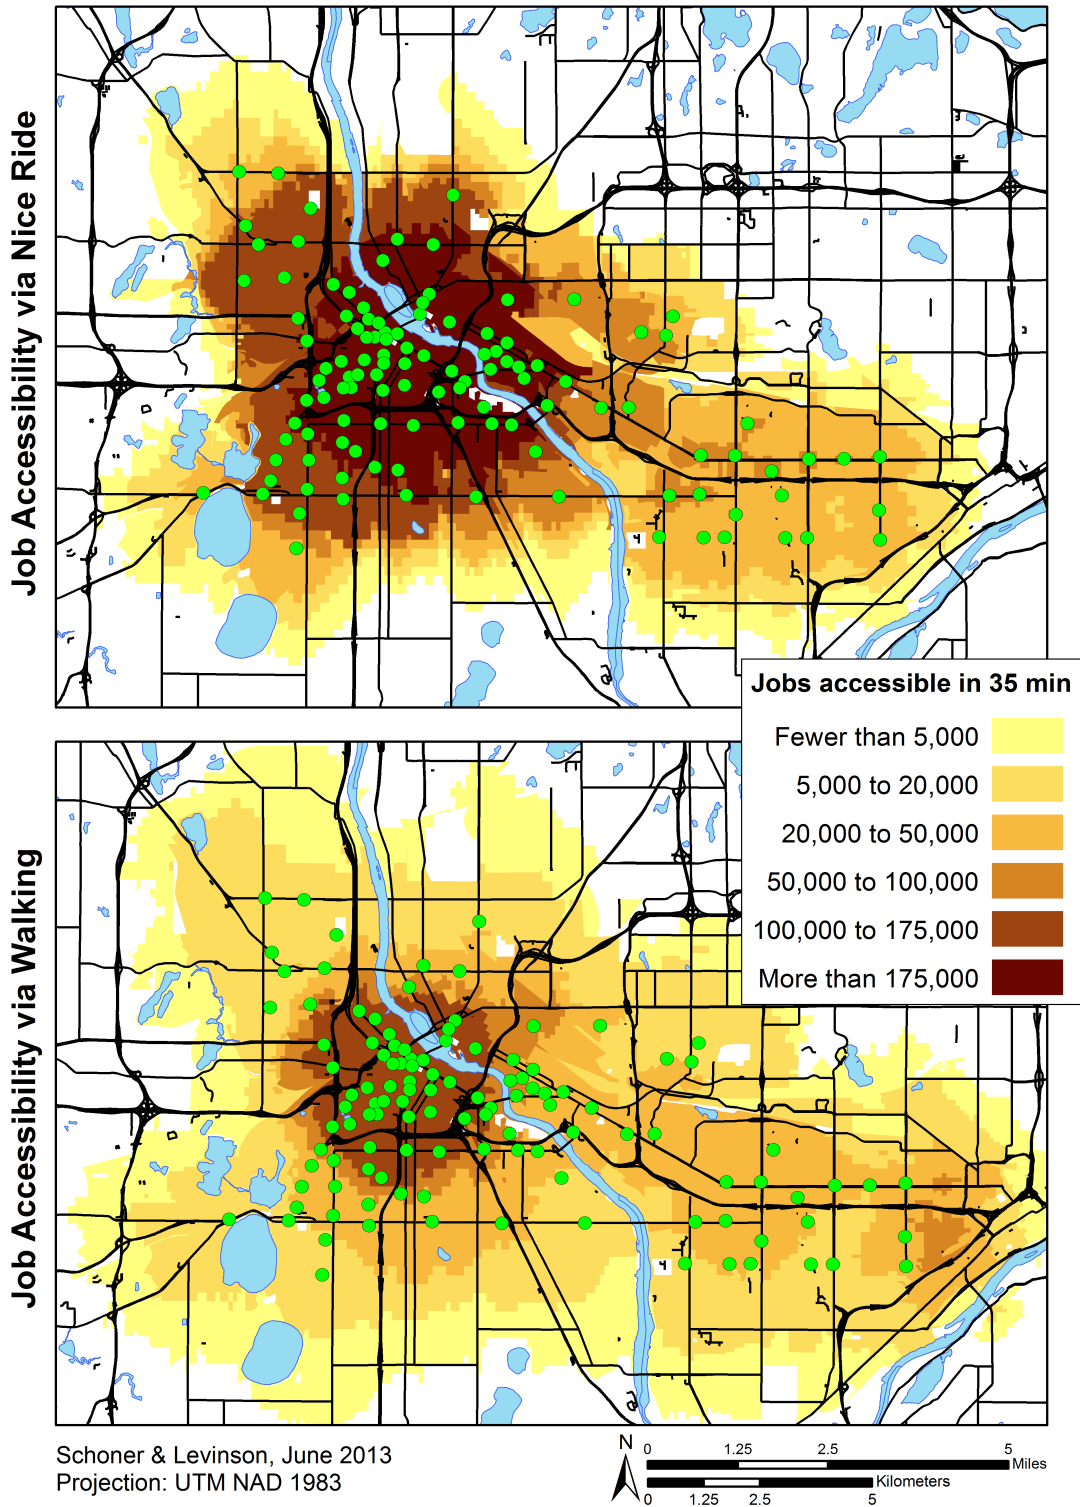 Job Accessibility via Nice Ride
Jobs accessible in 35 min
Fewer than 5,000
5,000 to 20,000
20,000 to 50,000
50,000 to 100,000
100,000 to 175,000
More than 175,000
Job Accessibility via Walking
Schoner & Levinson, June 2013
Projection: UTM NAD 1983
N
0 1.25 2.5 5
Miles
Kilometers
0 1.25 2.5 5